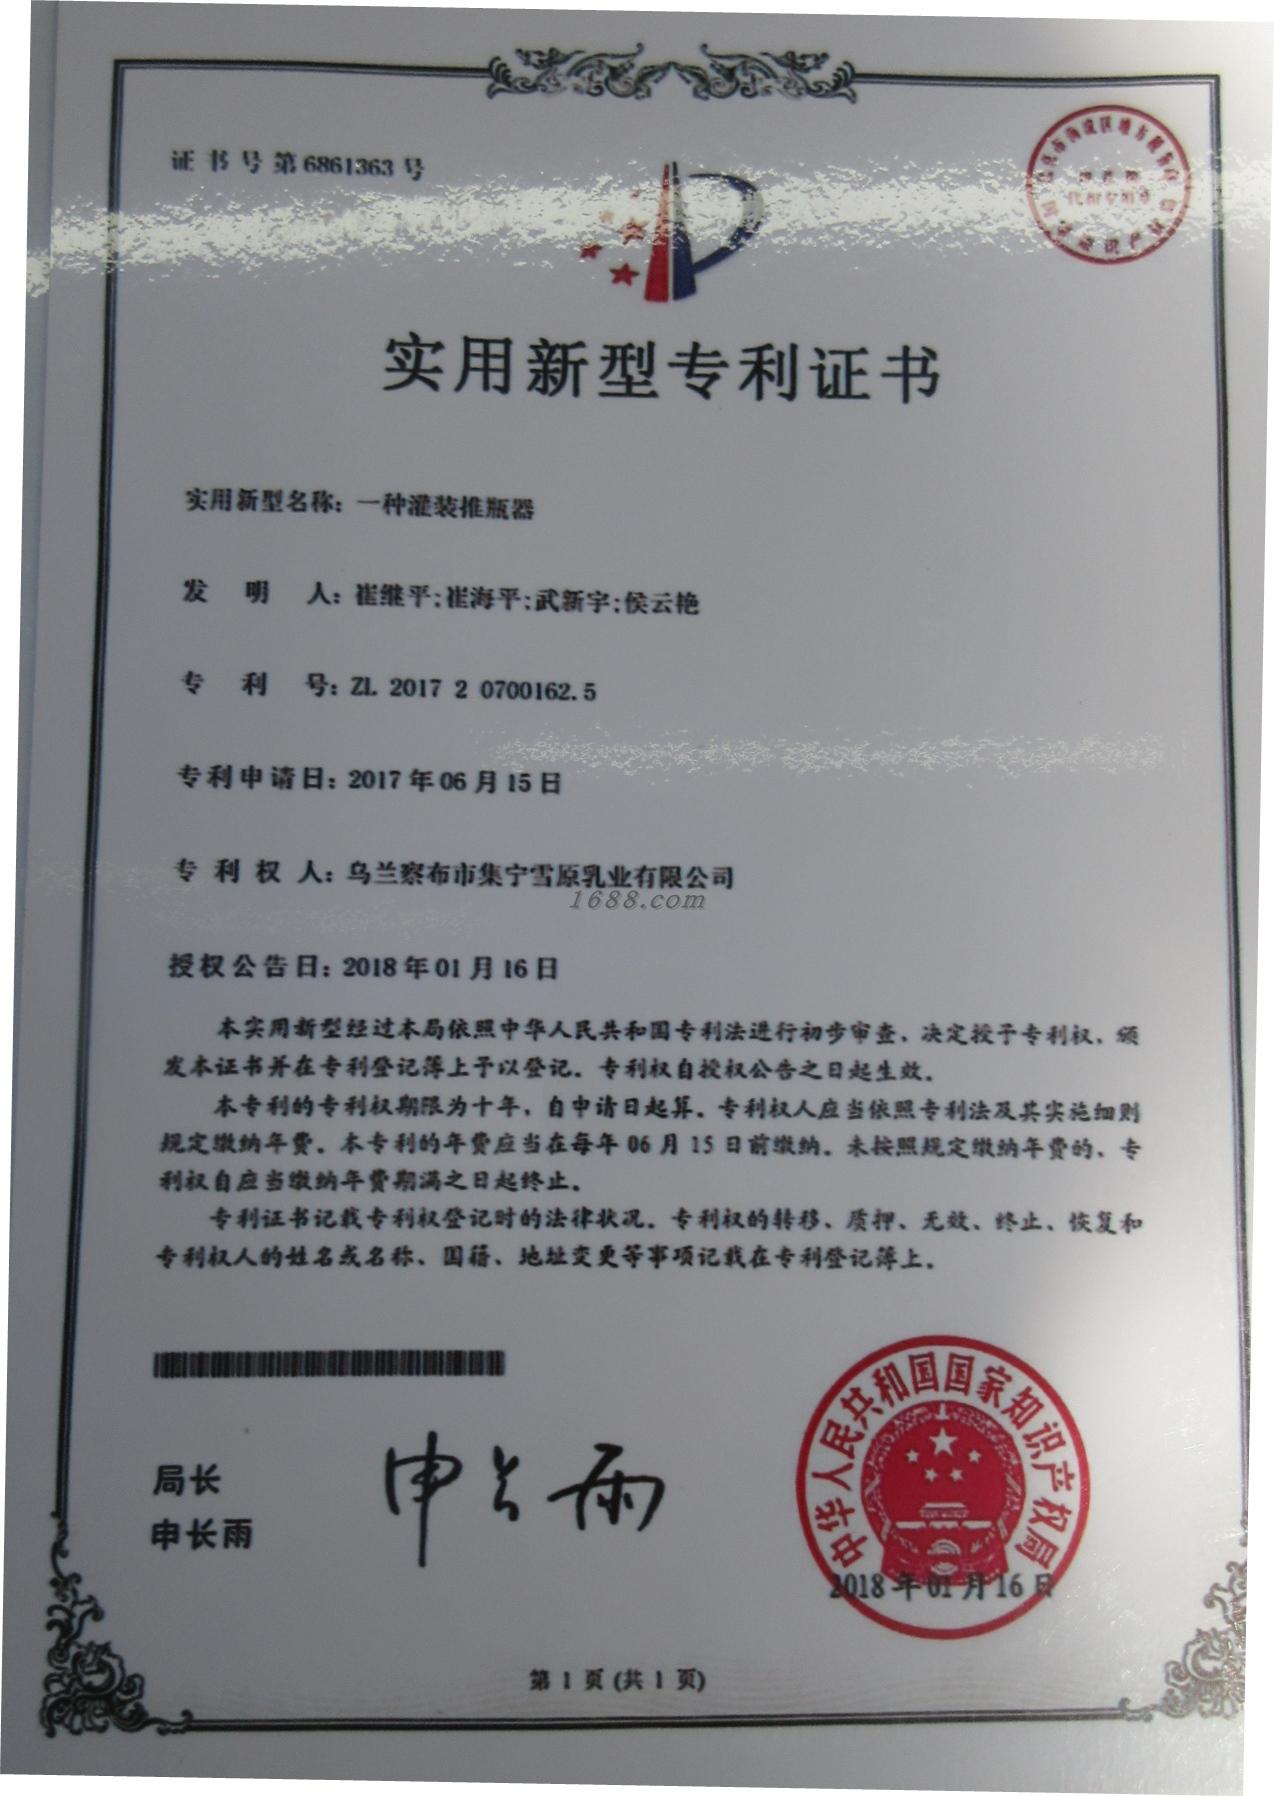 证书号第6861363号
实用新型专利证书
实用新型名称：一种灌装推瓶器
发明人：崔继平;崔海平;武新宇;侯云艳
专利号：ZL 2017 2 0700162.5
专利申请日：2017年06月15日
专利权人：乌兰察布市集宁雪原乳业有限公司
1688.com
授权公告日：2018年01月16日
本实用新型经过本局依照中华人民共和国专利法进行初步审查，决定授予专利权，颁
发本证书并在专利登记簿上予以登记。专利权自授权公告之日起生效。
本专利的专利权期限为十年，自申请日起算。专利权人应当依照专利法及其实施细则
规定缴纳年费。本专利的年费应当在每年06月15日前缴纳。未按照规定缴纳年费的，专
利权自应当缴纳年费期满之日起终止。
专利证书记载专利权登记时的法律状况。专利权的转移、质押、无效、终止、恢复和
专利权人的姓名或名称、国籍、地址变更等事项记载在专利登记簿上。
局长
申长雨
申长雨
中华人民共和国国家知识产权局
2018年01月16日
第1页(共1页)